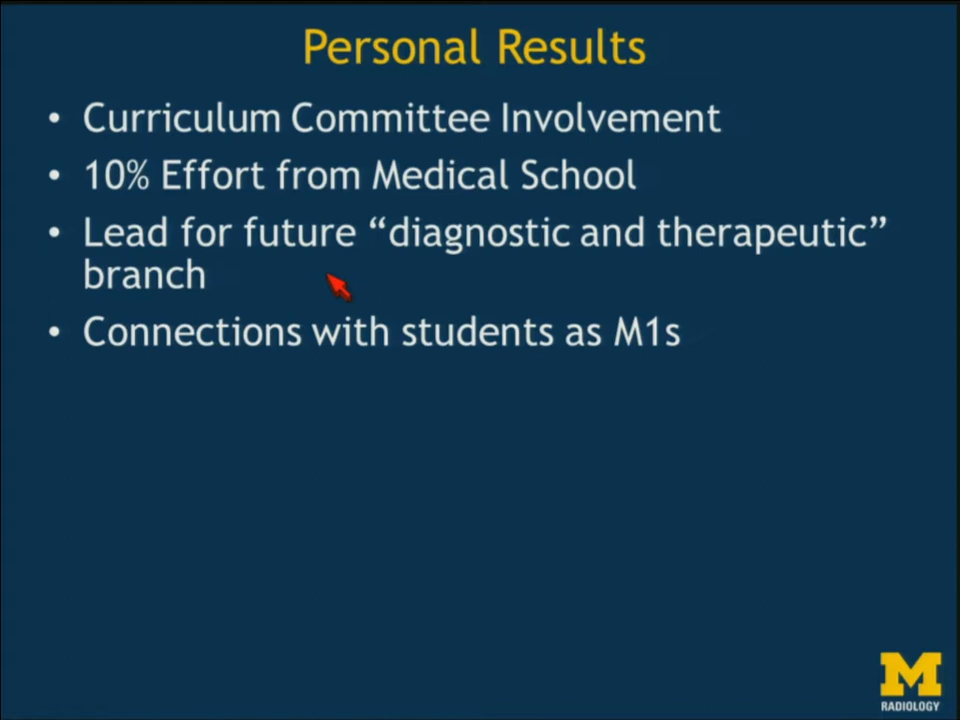 Personal Results
• Curriculum Committee Involvement
• 10% Effort from Medical School
• Lead for future “diagnostic and therapeutic”
branch
• Connections with students as M1s
M
RADIOLOGY